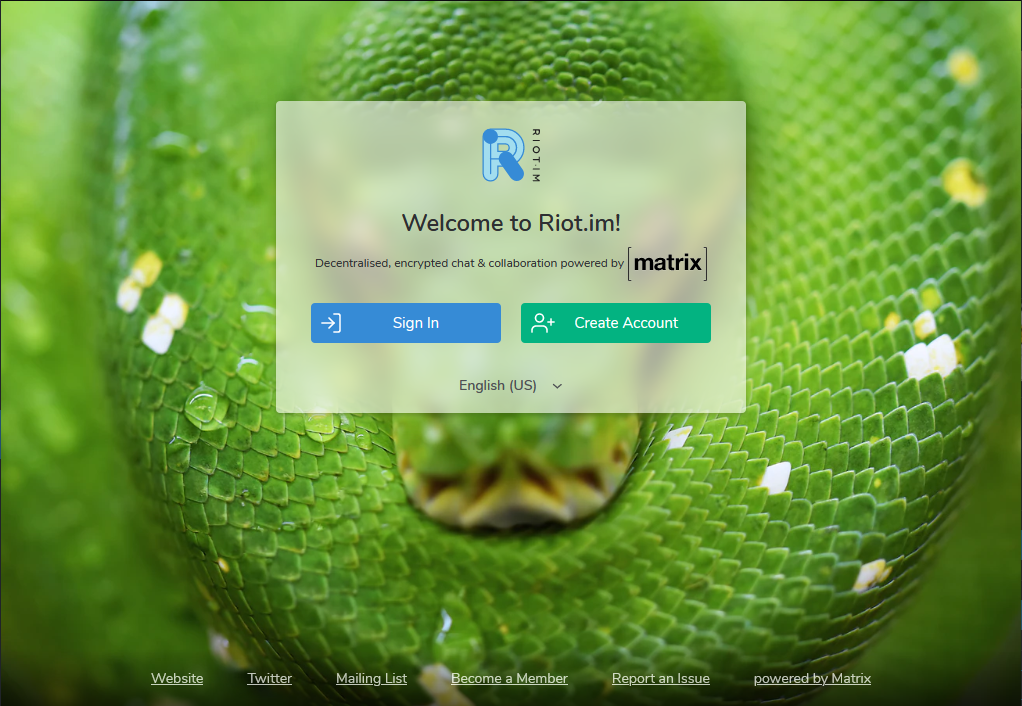 RIOT.IM
Welcome to Riot.im!
Decentralised, encrypted chat & collaboration powered by [matrix]
Sign In Create Account
English (US)
Website Twitter Mailing List Become a Member Report an Issue powered by Matrix